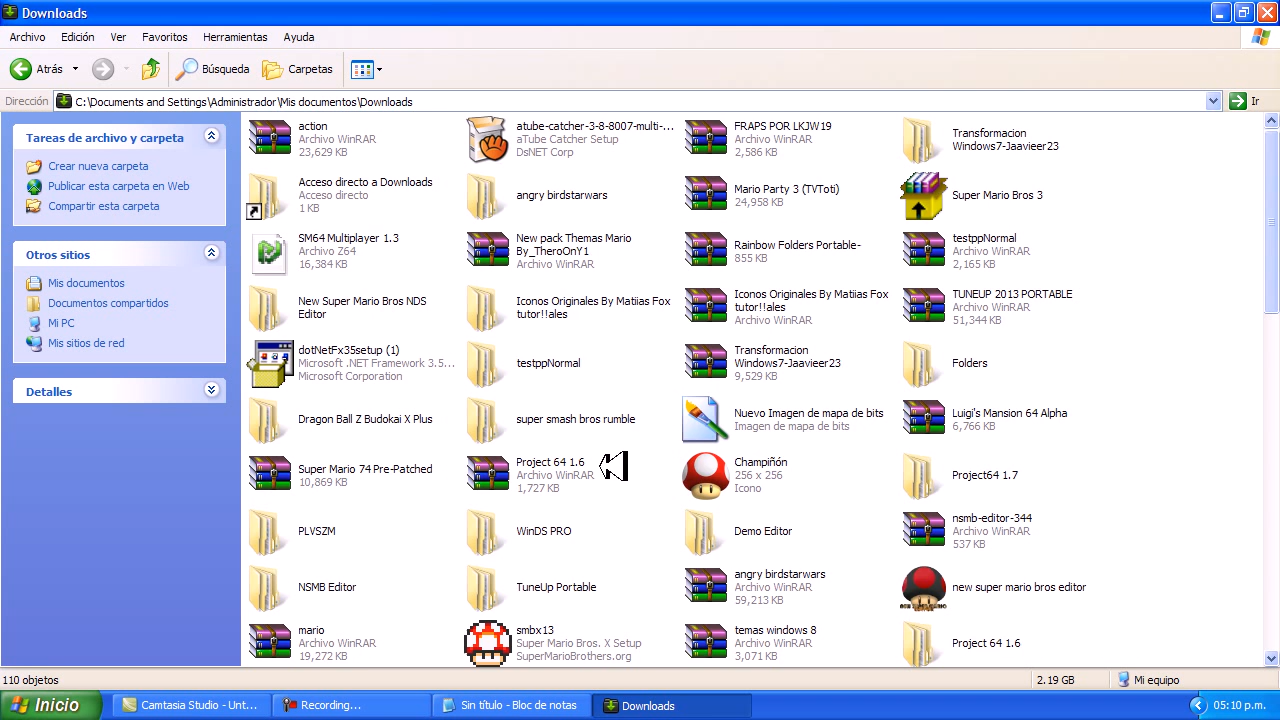 Downloads
Archivo Edición Ver Favoritos Herramientas Ayuda
Atrás Búsqueda Carpetas
Dirección C:\Documents and Settings\Administrador\Mis documentos\Downloads Ir
Tareas de archivo y carpeta
Crear nueva carpeta
Publicar esta carpeta en Web
Compartir esta carpeta
Otros sitios
Mis documentos
Documentos compartidos
Mi PC
Mis sitios de red
Detalles
action
Archivo WinRAR
23,629 KB
atube-catcher-3-8-8007-multi-...
aTube Catcher Setup
DsNET Corp
FRAPS POR LKJW19
Archivo WinRAR
2,586 KB
Transformacion
Windows7-Jaavieer23
Acceso directo a Downloads
Acceso directo
1 KB
angry birdstarwars
Mario Party 3 (TVToti)
24,958 KB
Super Mario Bros 3
SM64 Multiplayer 1.3
Archivo Z64
16,384 KB
New pack Themas Mario
By_TheroOnY1
Archivo WinRAR
Rainbow Folders Portable-
855 KB
testppNormal
Archivo WinRAR
2,165 KB
New Super Mario Bros NDS
Editor
Iconos Originales By Matiias Fox
tutor!!ales
Iconos Originales By Matiias Fox
tutor!!ales
Archivo WinRAR
TUNEUP 2013 PORTABLE
Archivo WinRAR
51,344 KB
dotNetFx35setup (1)
Microsoft .NET Framework 3.5...
Microsoft Corporation
testppNormal
Transformacion
Windows7-Jaavieer23
9,529 KB
Folders
Dragon Ball Z Budokai X Plus
super smash bros rumble
Nuevo Imagen de mapa de bits
Imagen de mapa de bits
Luigi's Mansion 64 Alpha
6,766 KB
Super Mario 74 Pre-Patched
10,869 KB
Project 64 1.6
Archivo WinRAR
1,727 KB
Champiñón
256 x 256
Icono
Project64 1.7
PLVSZM
WinDS PRO
Demo Editor
nsmb-editor-344
Archivo WinRAR
537 KB
NSMB Editor
TuneUp Portable
angry birdstarwars
Archivo WinRAR
59,213 KB
new super mario bros editor
mario
Archivo WinRAR
19,272 KB
smbx13
Super Mario Bros. X Setup
SuperMarioBrothers.org
temas windows 8
Archivo WinRAR
3,071 KB
Project 64 1.6
110 objetos 2.19 GB Mi equipo
Inicio Camtasia Studio - Unt... Recording... Sin título - Bloc de notas Downloads 05:10 p.m.